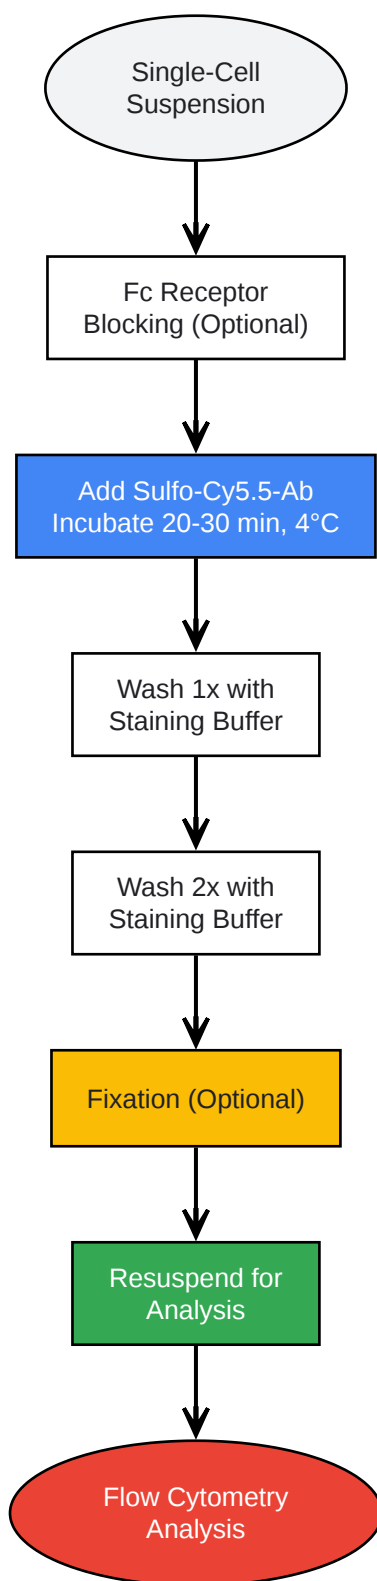 Single-Cell
Suspension
Fc Receptor
Blocking (Optional)
Add Sulfo-Cy5.5-Ab
Incubate 20-30 min, 4°C
Wash 1x with
Staining Buffer
Wash 2x with
Staining Buffer
Fixation (Optional)
Resuspend for
Analysis
Flow Cytometry
Analysis